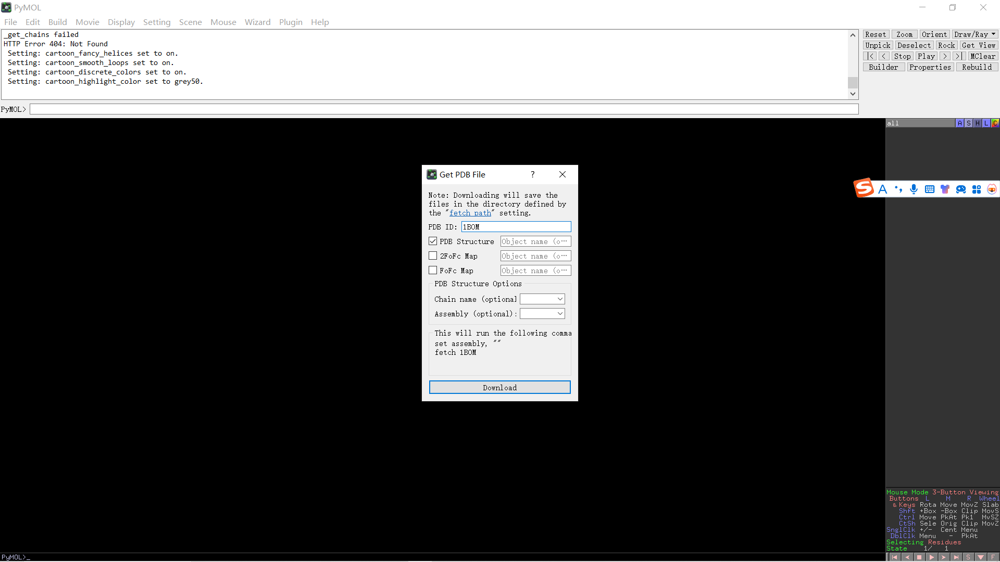 PyMOL
File Edit Build Movie Display Setting Scene Mouse Wizard Plugin Help
_get_chains failed
HTTP Error 404: Not Found
Setting: cartoon_fancy_helices set to on.
Setting: cartoon_smooth_loops set to on.
Setting: cartoon_discrete_colors set to on.
Setting: cartoon_highlight_color set to grey50.
PyMOL>
Reset Zoom Orient Draw/Ray
Unpick Deselect Rock Get View
|< < Stop Play > >| MClear
Builder Properties Rebuild
all A S H L C
Get PDB File ?
Note: Downloading will save the
files in the directory defined by
the "fetch path" setting.
PDB ID: 1BOM
PDB Structure Object name (o…
2FoFc Map Object name (o…
FoFc Map Object name (o…
PDB Structure Options
Chain name (optional
Assembly (optional):
This will run the following comma
set assembly, ""
fetch 1BOM
Download
S A
Mouse Mode 3-Button Viewing
Buttons L M R Wheel
& Keys Rota Move MovZ Slab
Shft +Box -Box Clip MovS
Ctrl Move PkAt Pk1 MvSZ
CtSh Sele Orig Clip MovZ
SnglClk +/- Cent Menu
DblClk Menu - PkAt
Selecting Residues
State 1/ 1
PyMOL>_
S F